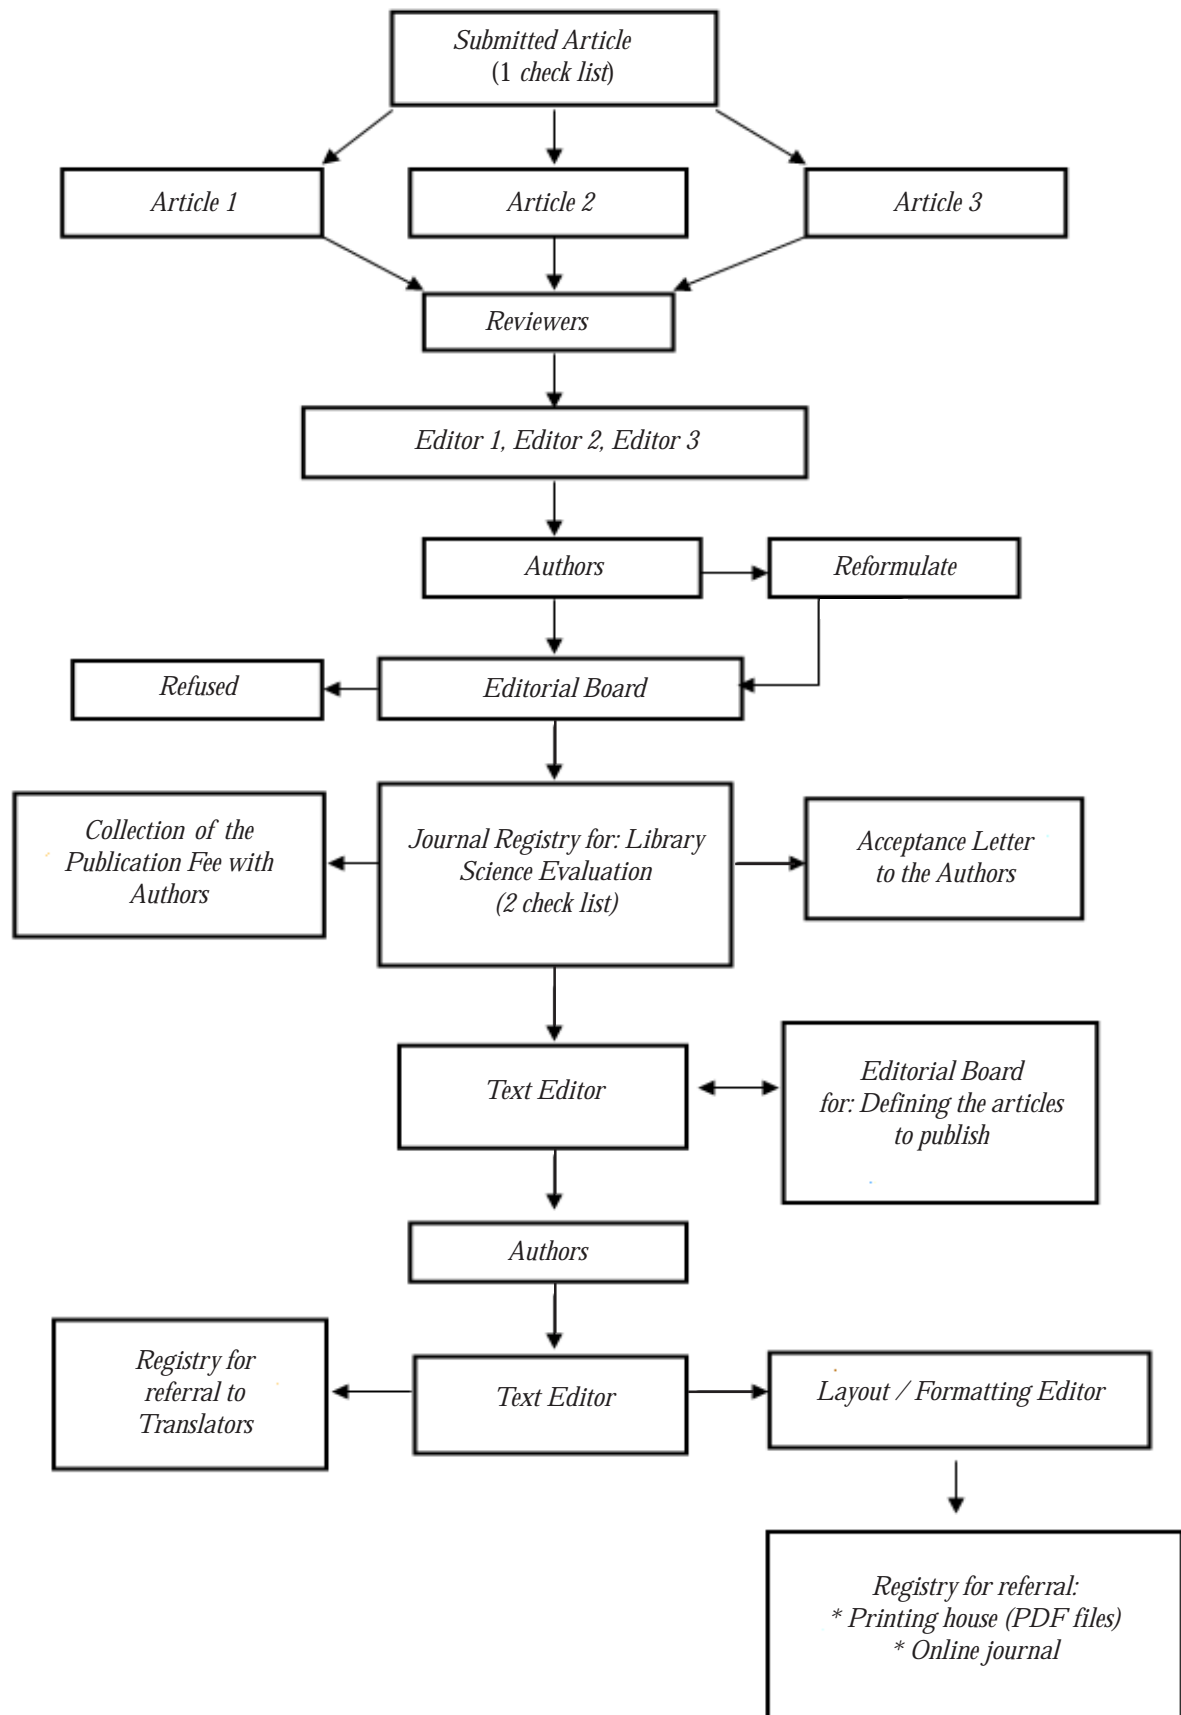 Submitted Article
(1 check list)
Article 1
Article 2
Article 3
Reviewers
Editor 1, Editor 2, Editor 3
Authors
Reformulate
Refused
Editorial Board
Collection of the
Publication Fee with
Authors
Journal Registry for: Library
Science Evaluation
(2 check list)
Acceptance Letter
to the Authors
Text Editor
Editorial Board
for: Defining the articles
to publish
Authors
Registry for
referral to
Translators
Text Editor
Layout / Formatting Editor
Registry for referral:
* Printing house (PDF files)
* Online journal